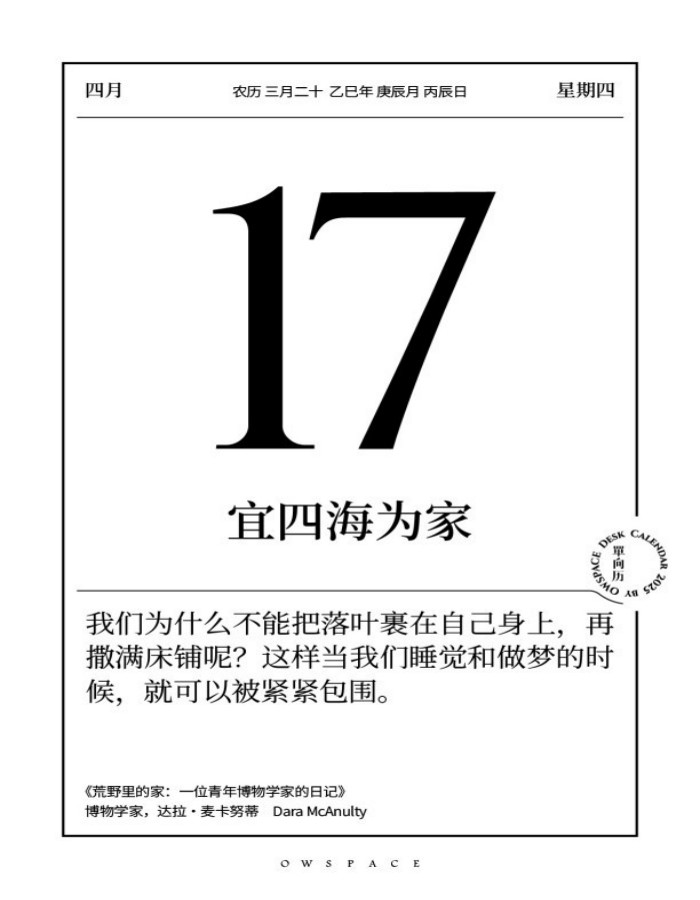 四月
农历 三月二十 乙巳年 庚辰月 丙辰日
星期四
17
宜四海为家
OWSPACE DESK CALENDAR 2025 BY
單向历
我们为什么不能把落叶裹在自己身上，再
撒满床铺呢？这样当我们睡觉和做梦的时
候，就可以被紧紧包围。
《荒野里的家：一位青年博物学家的日记》
博物学家，达拉·麦卡努蒂 Dara McAnulty
OWSPACE